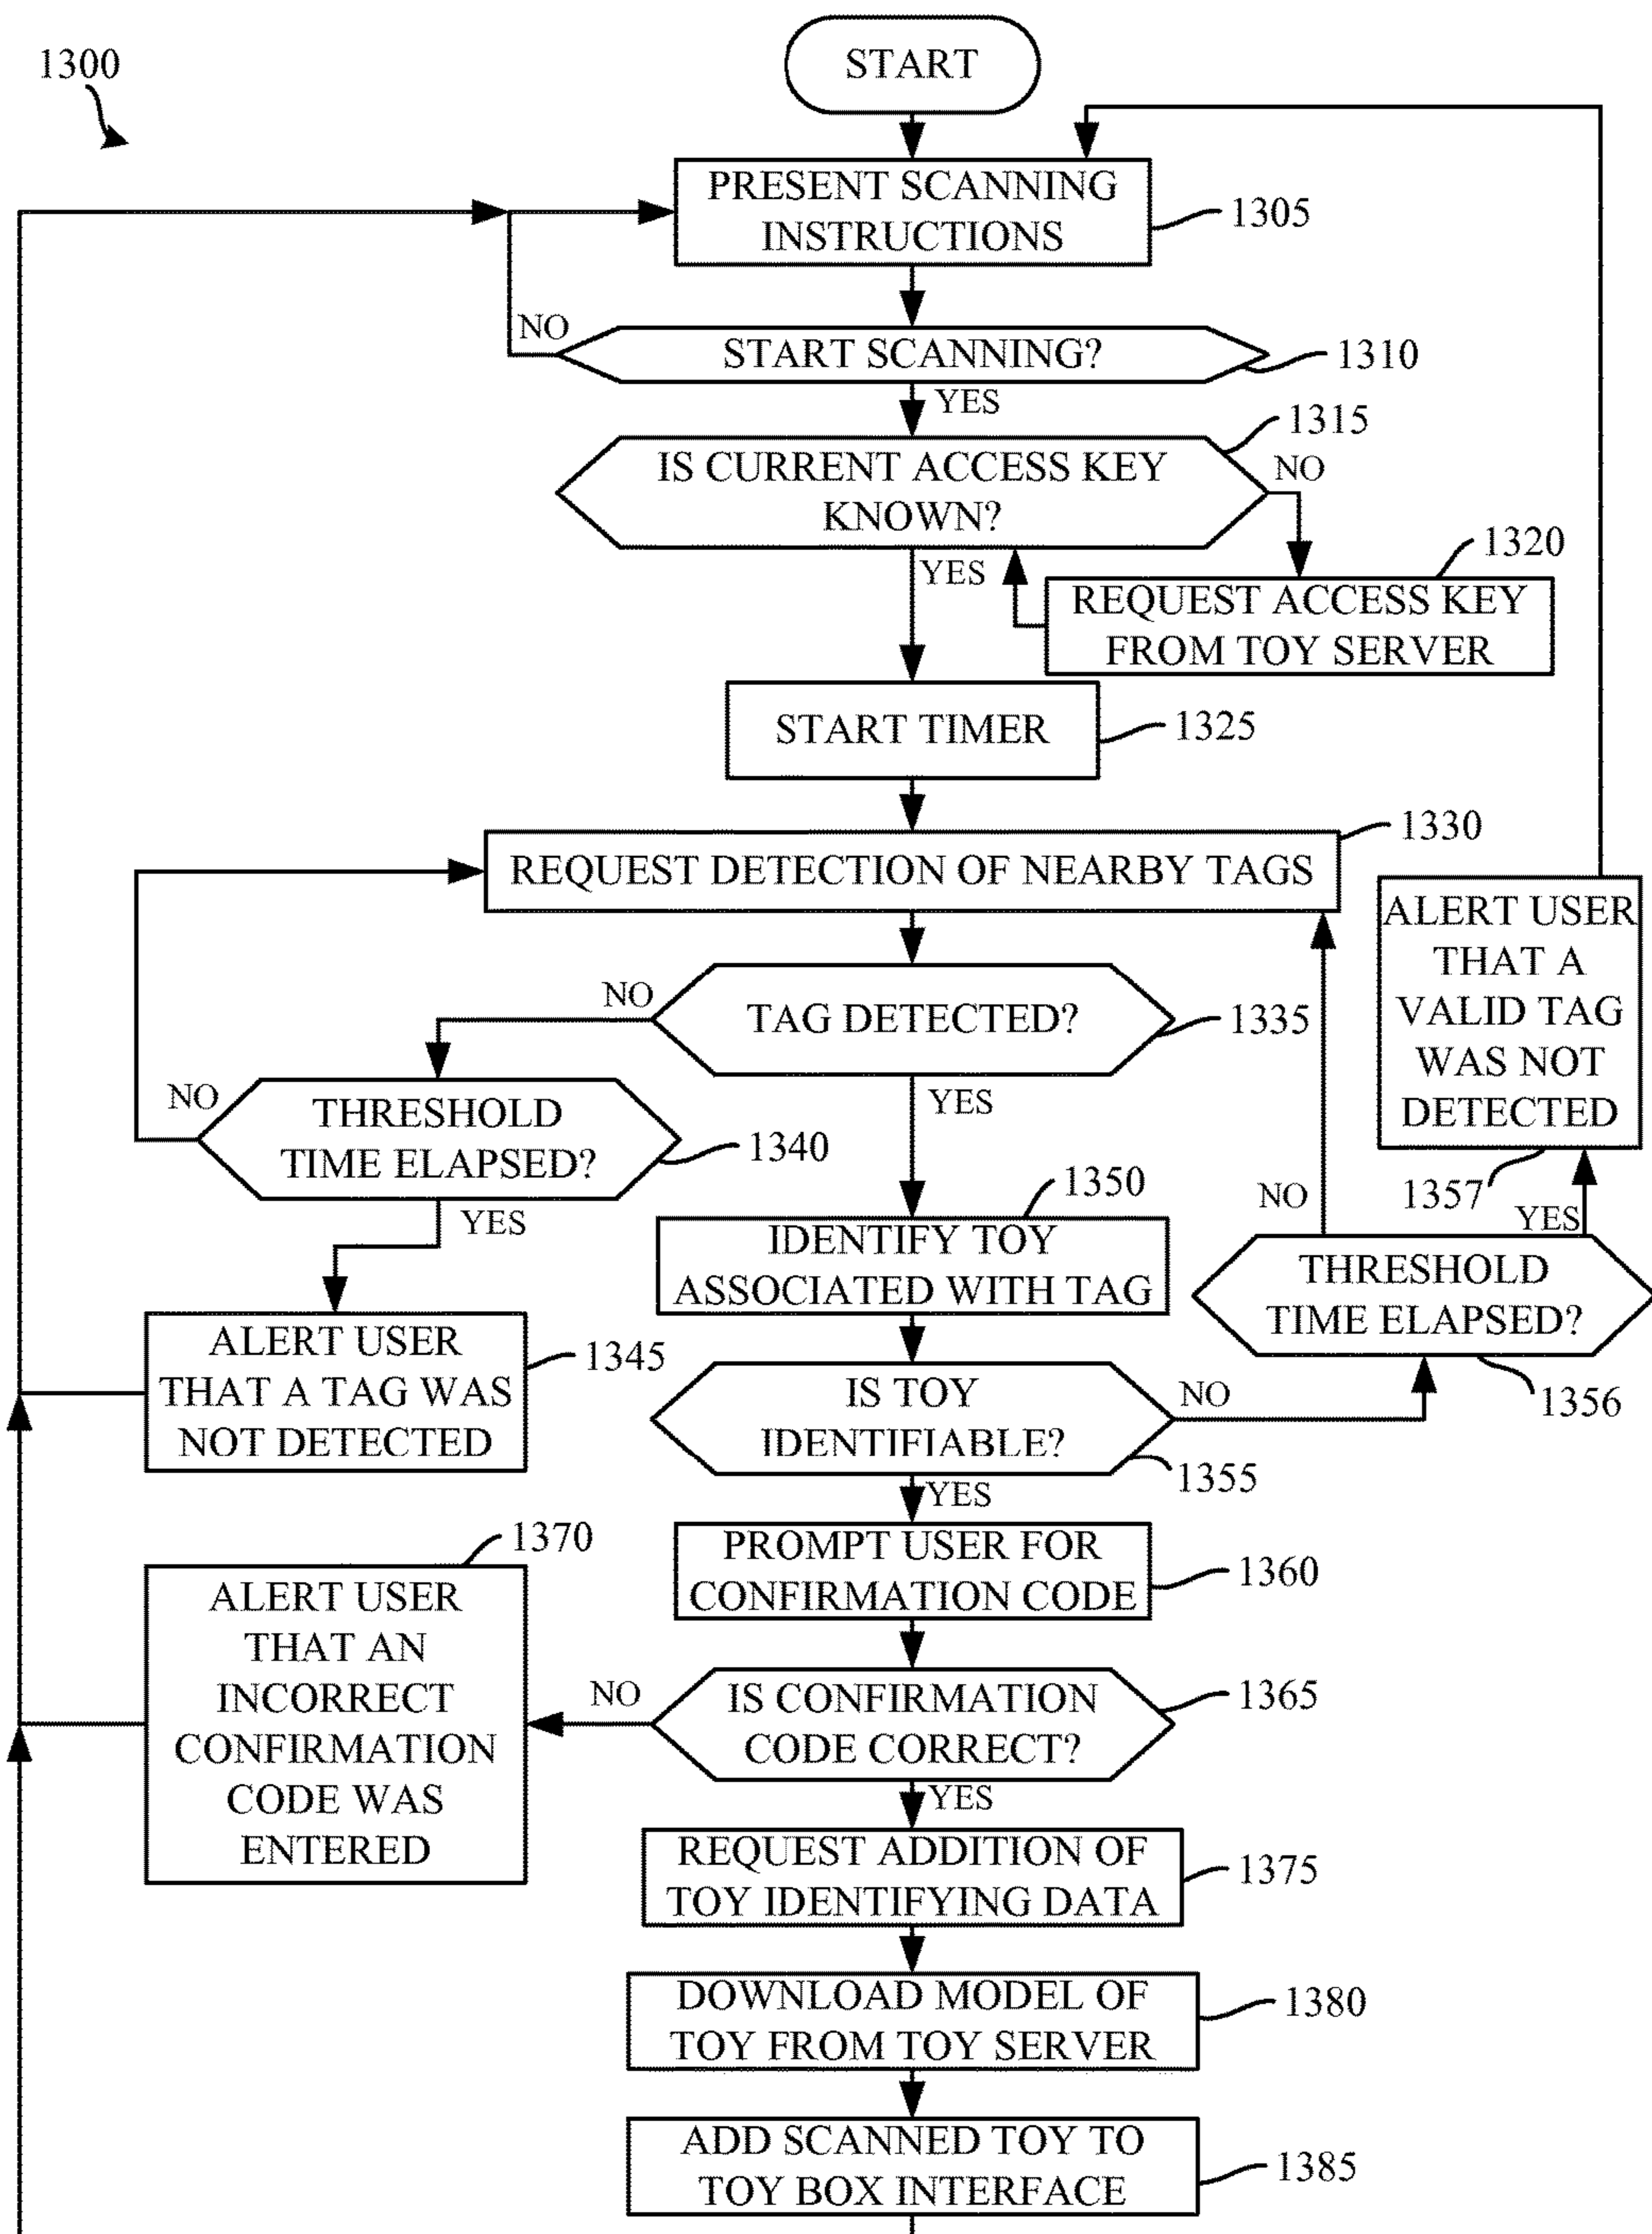 START
1300
PRESENT SCANNING
INSTRUCTIONS
1305
NO
START SCANNING?
1310
YES
1315
IS CURRENT ACCESS KEY
KNOWN?
NO
YES
1320
REQUEST ACCESS KEY
FROM TOY SERVER
START TIMER
1325
1330
REQUEST DETECTION OF NEARBY TAGS
NO
TAG DETECTED?
1335
YES
NO
THRESHOLD
TIME ELAPSED?
1340
YES
ALERT USER
THAT A
VALID TAG
WAS NOT
DETECTED
1357
1350
IDENTIFY TOY
ASSOCIATED WITH TAG
NO
YES
THRESHOLD
TIME ELAPSED?
1356
ALERT USER
THAT A TAG WAS
NOT DETECTED
1345
IS TOY
IDENTIFIABLE?
NO
1355
YES
PROMPT USER FOR
CONFIRMATION CODE
1360
1370
ALERT USER
THAT AN
INCORRECT
CONFIRMATION
CODE WAS
ENTERED
NO
IS CONFIRMATION
CODE CORRECT?
1365
YES
REQUEST ADDITION OF
TOY IDENTIFYING DATA
1375
DOWNLOAD MODEL OF
TOY FROM TOY SERVER
1380
ADD SCANNED TOY TO
TOY BOX INTERFACE
1385